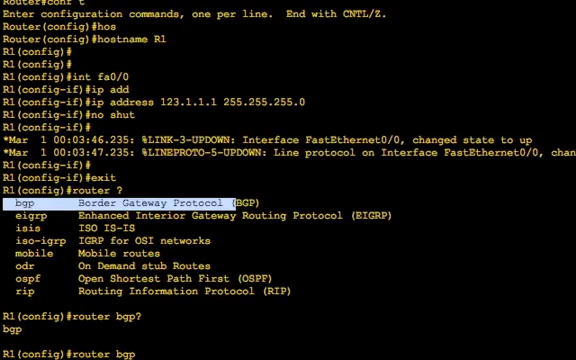 Router#conf t
Enter configuration commands, one per line.  End with CNTL/Z.
Router(config)#hos
Router(config)#hostname R1
R1(config)#
R1(config)#
R1(config)#int fa0/0
R1(config-if)#ip add
R1(config-if)#ip address 123.1.1.1 255.255.255.0
R1(config-if)#no shut
R1(config-if)#
*Mar  1 00:03:46.235: %LINK-3-UPDOWN: Interface FastEthernet0/0, changed state to up
*Mar  1 00:03:47.235: %LINEPROTO-5-UPDOWN: Line protocol on Interface FastEthernet0/0, chan
R1(config-if)#
R1(config-if)#exit
R1(config)#router ?
bgp       Border Gateway Protocol (BGP)
eigrp     Enhanced Interior Gateway Routing Protocol (EIGRP)
isis      ISO IS-IS
iso-igrp  IGRP for OSI networks
mobile    Mobile routes
odr       On Demand stub Routes
ospf      Open Shortest Path First (OSPF)
rip       Routing Information Protocol (RIP)
R1(config)#router bgp?
bgp
R1(config)#router bgp